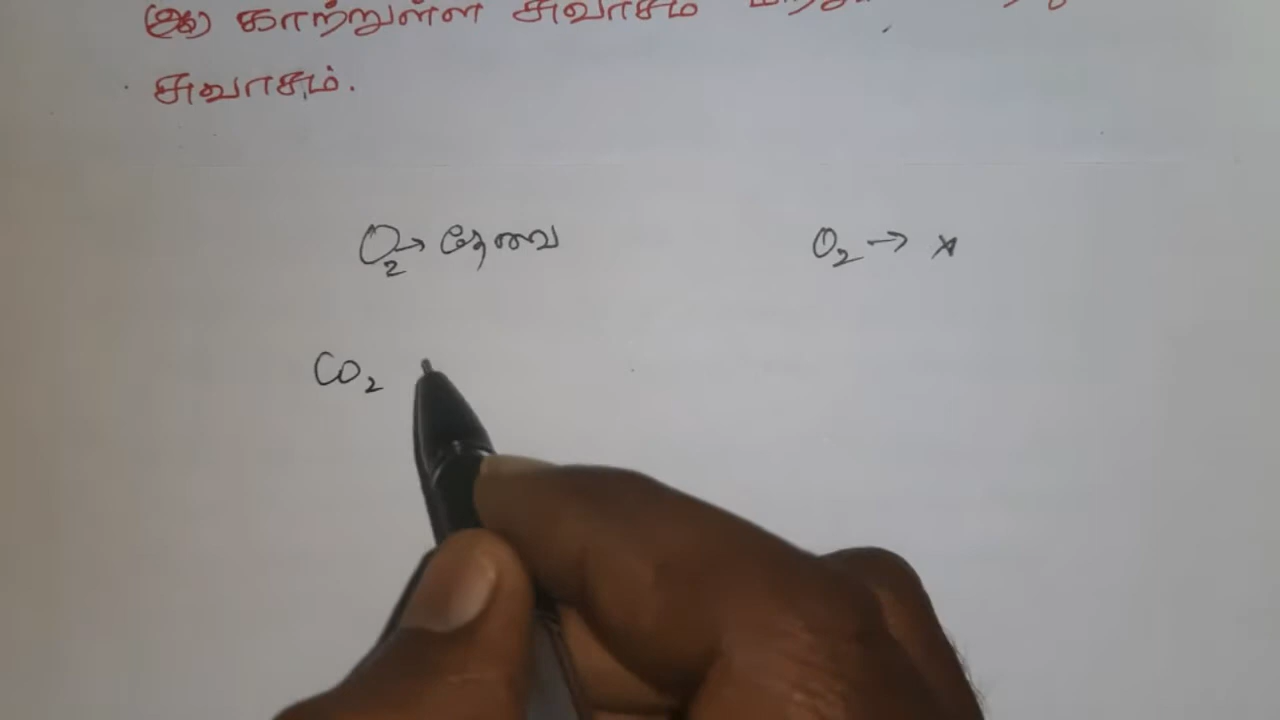 (ஆ) காற்றுள்ள சுவாசம்
சுவாசம்.
O₂→ தேவை O₂ → ×
CO₂